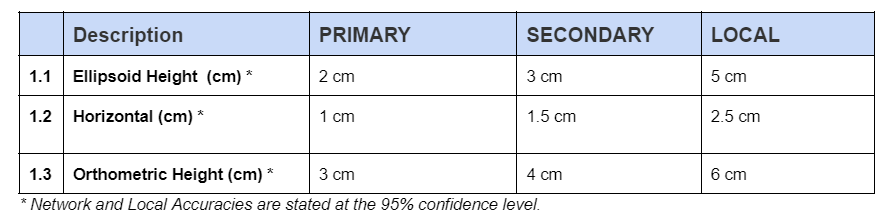 Description PRIMARY SECONDARY LOCAL
1.1 Ellipsoid Height (cm) * 2 cm 3 cm 5 cm
1.2 Horizontal (cm) * 1 cm 1.5 cm 2.5 cm
1.3 Orthometric Height (cm) * 3 cm 4 cm 6 cm
* Network and Local Accuracies are stated at the 95% confidence level.